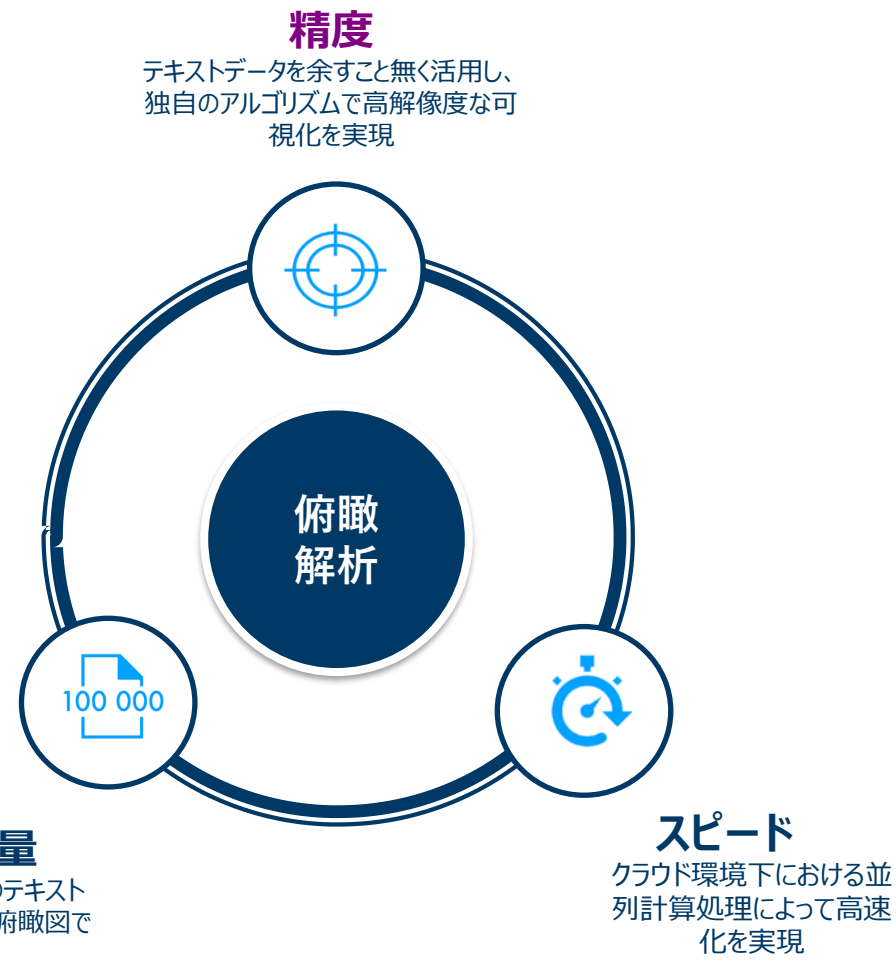 精度
テキストデータを余すこと無く活用し、
独自のアルゴリズムで高解像度な可
視化を実現
俯瞰
解析
100 000
量
のテキスト
俯瞰図で
スピード
クラウド環境下における並
列計算処理によって高速
化を実現